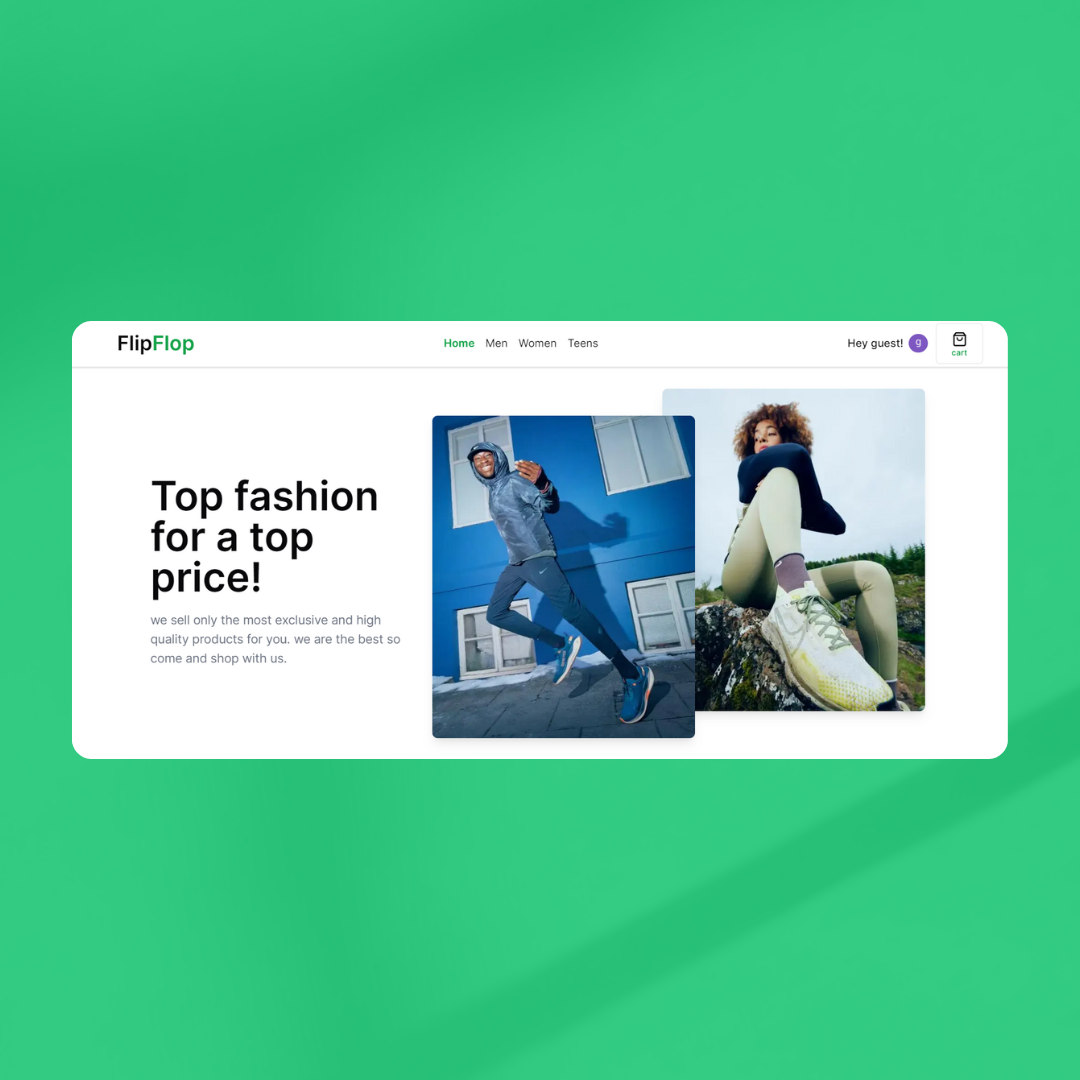 FlipFlop
Home Men Women Teens
Hey guest! g
cart
Top fashion
for a top
price!
we sell only the most exclusive and high
quality products for you. we are the best so
come and shop with us.